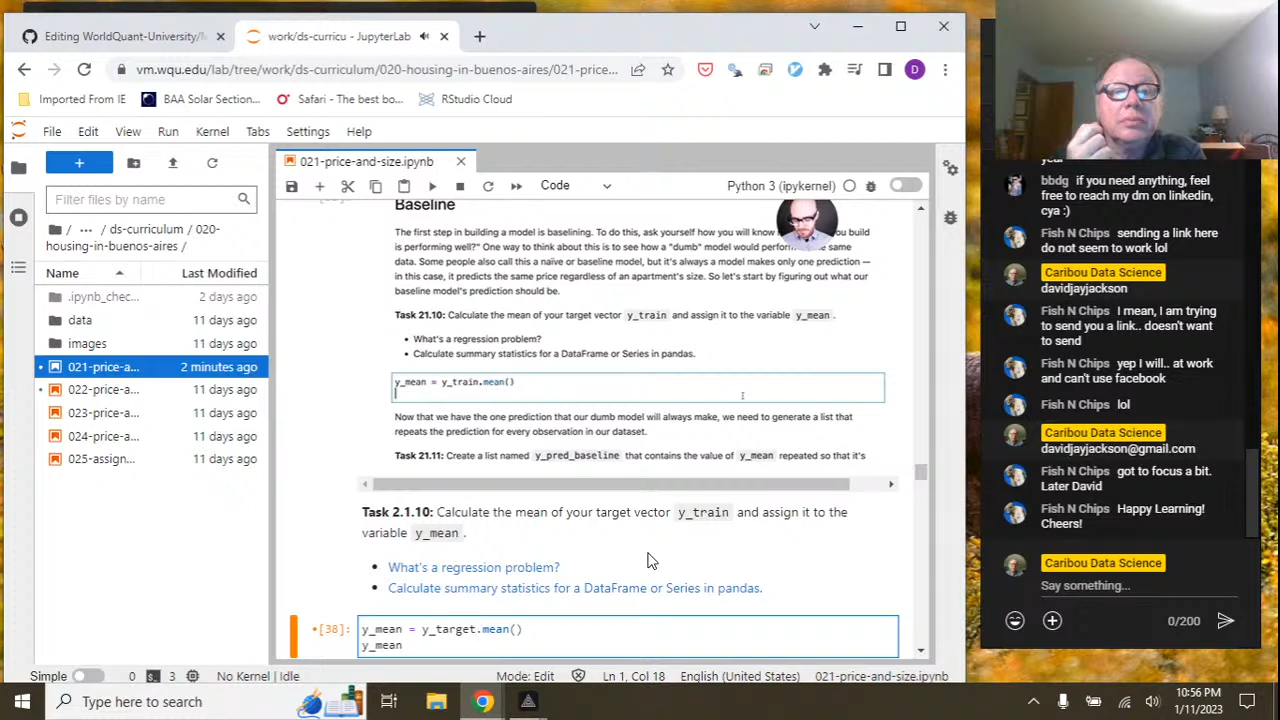 Editing WorldQuant-University/M
work/ds-curricu - JupyterLab
vm.wqu.edu/lab/tree/work/ds-curriculum/020-housing-in-buenos-aires/021-price...
D
Imported From IE
BAA Solar Section...
Safari - The best bo...
RStudio Cloud
File Edit View Run Kernel Tabs Settings Help
021-price-and-size.ipynb
Code
Python 3 (ipykernel)
Filter files by name
/ ... / ds-curriculum / 020-
housing-in-buenos-aires /
Name Last Modified
.ipynb_chec... 2 days ago
data 11 days ago
images 11 days ago
021-price-a... 2 minutes ago
022-price-a... 11 days ago
023-price-a... 11 days ago
024-price-a... 11 days ago
025-assign... 11 days ago
Baseline
The first step in building a model is baselining. To do this, ask yourself how you will know
build
is performing well?" One way to think about this is to see how a "dumb" model would perform
same
data. Some people also call this a naïve or baseline model, but it's always a model makes only one prediction —
in this case, it predicts the same price regardless of an apartment's size. So let's start by figuring out what our
baseline model's prediction should be.
Task 21.10: Calculate the mean of your target vector y_train and assign it to the variable y_mean .
• What's a regression problem?
• Calculate summary statistics for a DataFrame or Series in pandas.
y_mean = y_train.mean()
Now that we have the one prediction that our dumb model will always make, we need to generate a list that
repeats the prediction for every observation in our dataset.
Task 21.11: Create a list named y_pred_baseline that contains the value of y_mean repeated so that it's
Task 2.1.10: Calculate the mean of your target vector y_train and assign it to the
variable y_mean .
• What's a regression problem?
• Calculate summary statistics for a DataFrame or Series in pandas.
[38]: y_mean = y_target.mean()
y_mean
Simple 0 3 No Kernel | Idle Mode: Edit Ln 1, Col 18 English (United States) 021-price-and-size.ipynb
year
bbdg if you need anything, feel
free to reach my dm on linkedin,
cya :)
Fish N Chips sending a link here
do not seem to work lol
Caribou Data Science
davidjayjackson
Fish N Chips I mean, I am trying
to send you a link.. doesn't want
to send
Fish N Chips yep I will.. at work
and can't use facebook
Fish N Chips lol
Caribou Data Science
davidjayjackson@gmail.com
Fish N Chips got to focus a bit.
Later David
Fish N Chips Happy Learning!
Cheers!
Caribou Data Science
Say something...
0/200
Type here to search
10:56 PM
1/11/2023